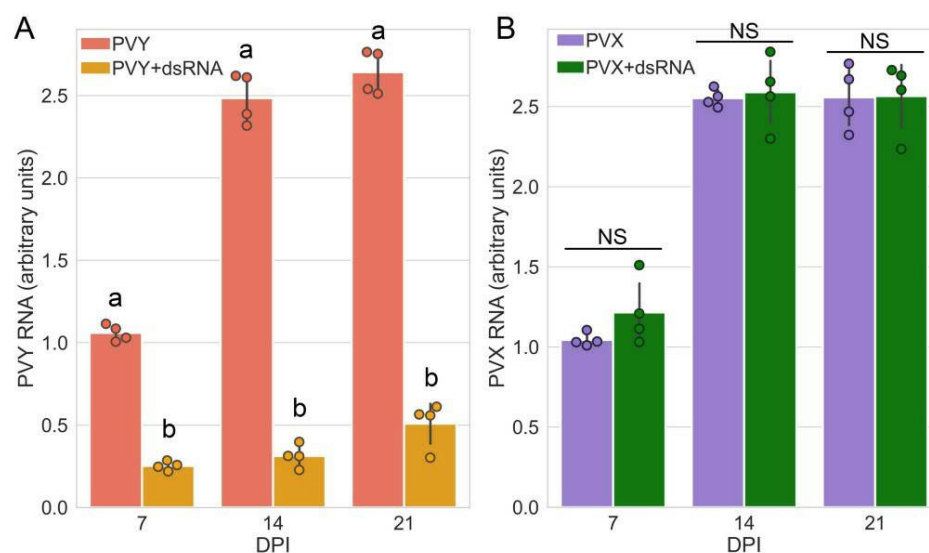 A
PVY
PVY+dsRNA
a
a
a
b
b
b
PVY RNA (arbitrary units)
2.5
2.0
1.5
1.0
0.5
0.0
7
14
21
DPI
B
PVX
PVX+dsRNA
NS
NS
NS
PVX RNA (arbitrary units)
2.5
2.0
1.5
1.0
0.5
0.0
7
14
21
DPI